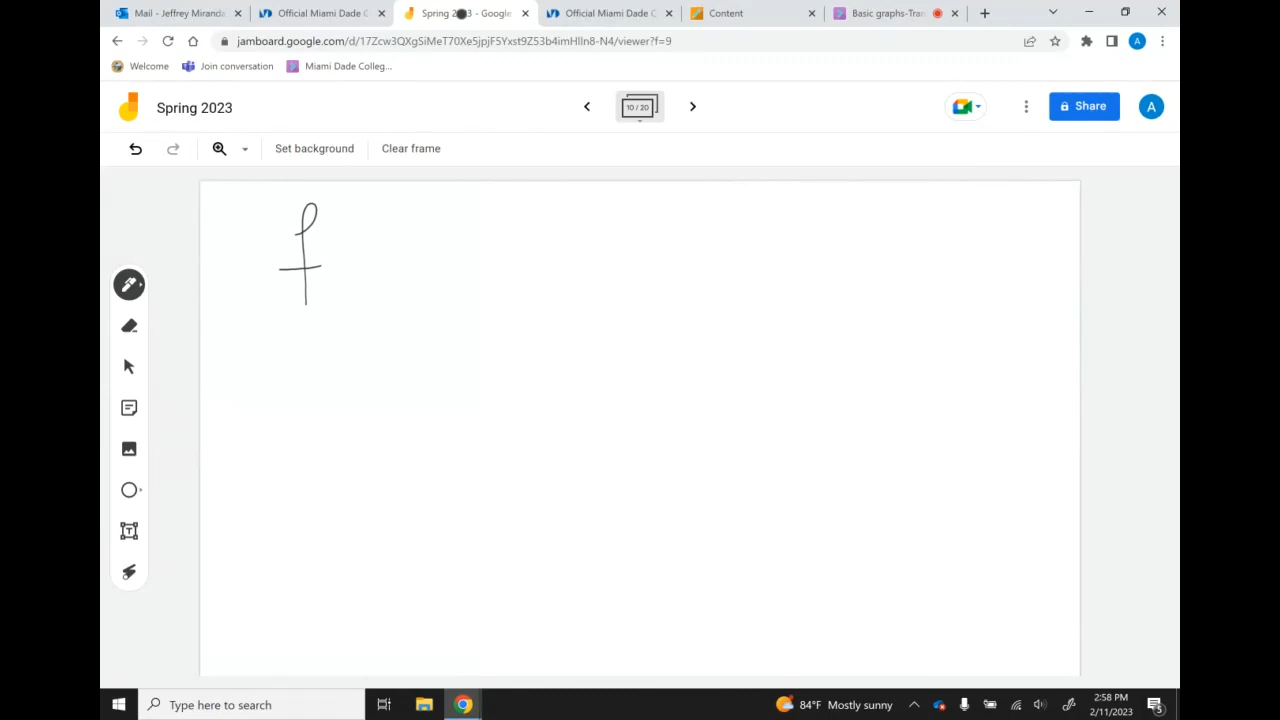 Mail - Jeffrey Miranda
Official Miami Dade C
Spring 2023 - Google
Official Miami Dade C
Content
Basic graphs-Tran
jamboard.google.com/d/17Zcw3QXgSiMeT70Xe5jpjF5Yxst9Z53b4imHlln8-N4/viewer?f=9
A
Welcome
Join conversation
Miami Dade Colleg...
Spring 2023
10 / 20
Share
A
Set background
Clear frame
f
T
Type here to search
84°F Mostly sunny
2:58 PM
2/11/2023
5